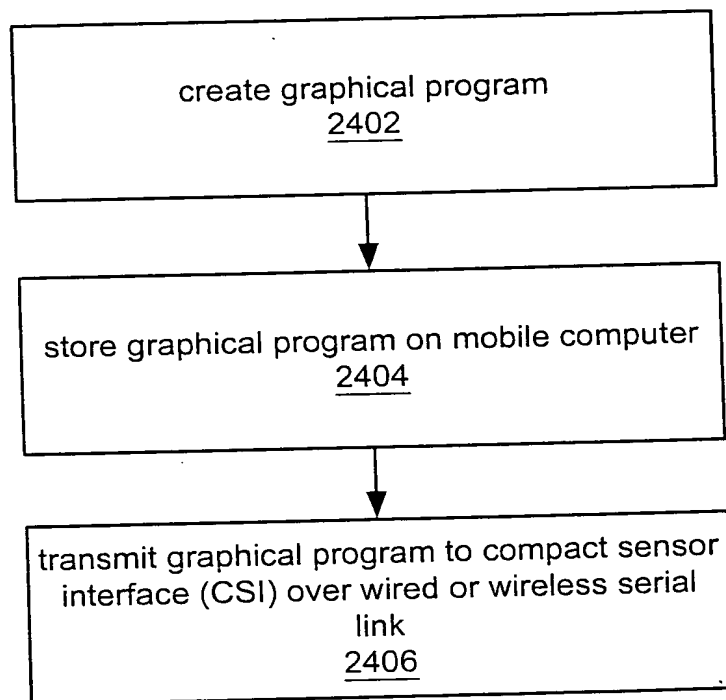 create graphical program
2402
store graphical program on mobile computer
2404
transmit graphical program to compact sensor
interface (CSI) over wired or wireless serial
link
2406